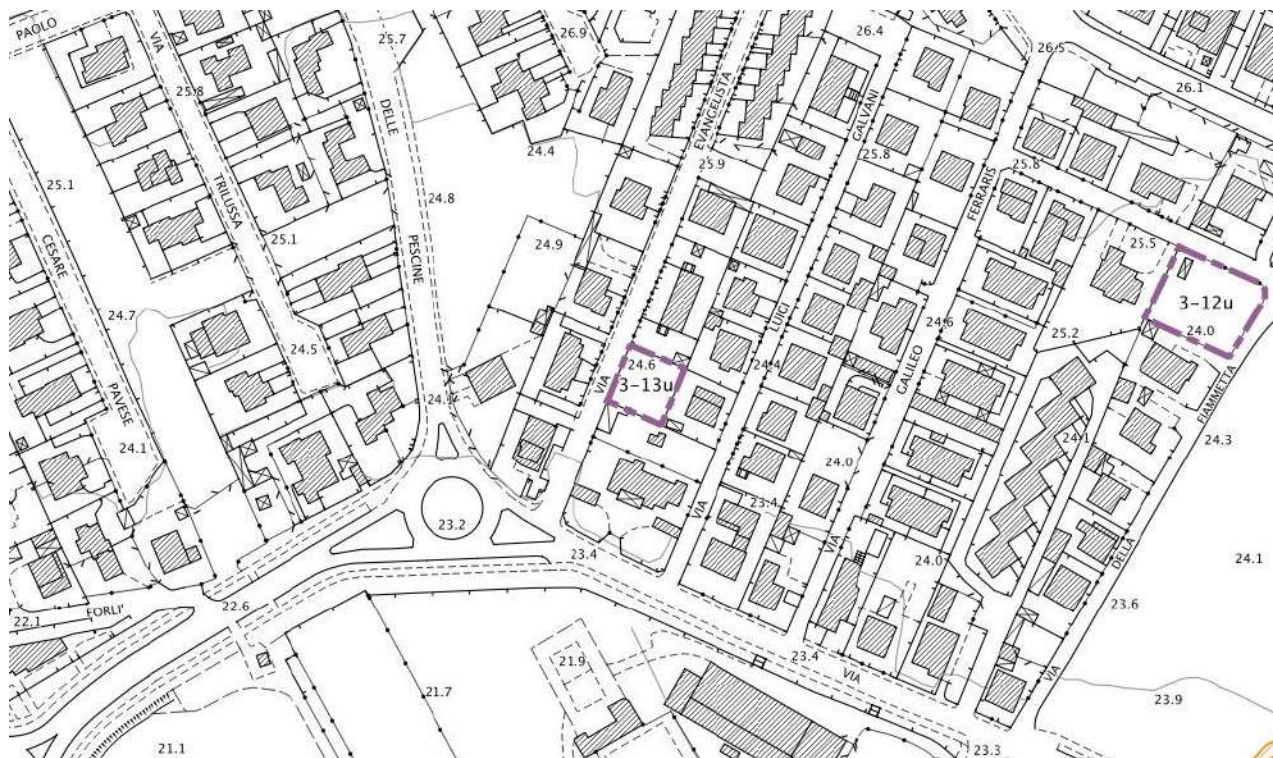 PAOLO
VIA
25.7
26.9
26.4
26.5
26.1
25.8
DELLE
EVANGELISTA
GALVANI
24.4
25.9
25.8
25.8
25.1
TRILUSSA
24.8
FERRARIS
25.1
PESCINE
24.9
25.5
CESARE
3-12u
24.7
LUIGI
24.6
24.0
25.2
24.5
24.6
24.4
3-13u
VIA
GALILEO
FIAMMETTA
PAVESE
24.1
24.1
24.3
24.0
23.2
VIA
23.4
23.4
VIA
24.0
DELLA
24.1
FORLI'
22.6
22.1
23.6
23.4
VIA
21.9
VIA
21.7
23.9
21.1
23.3